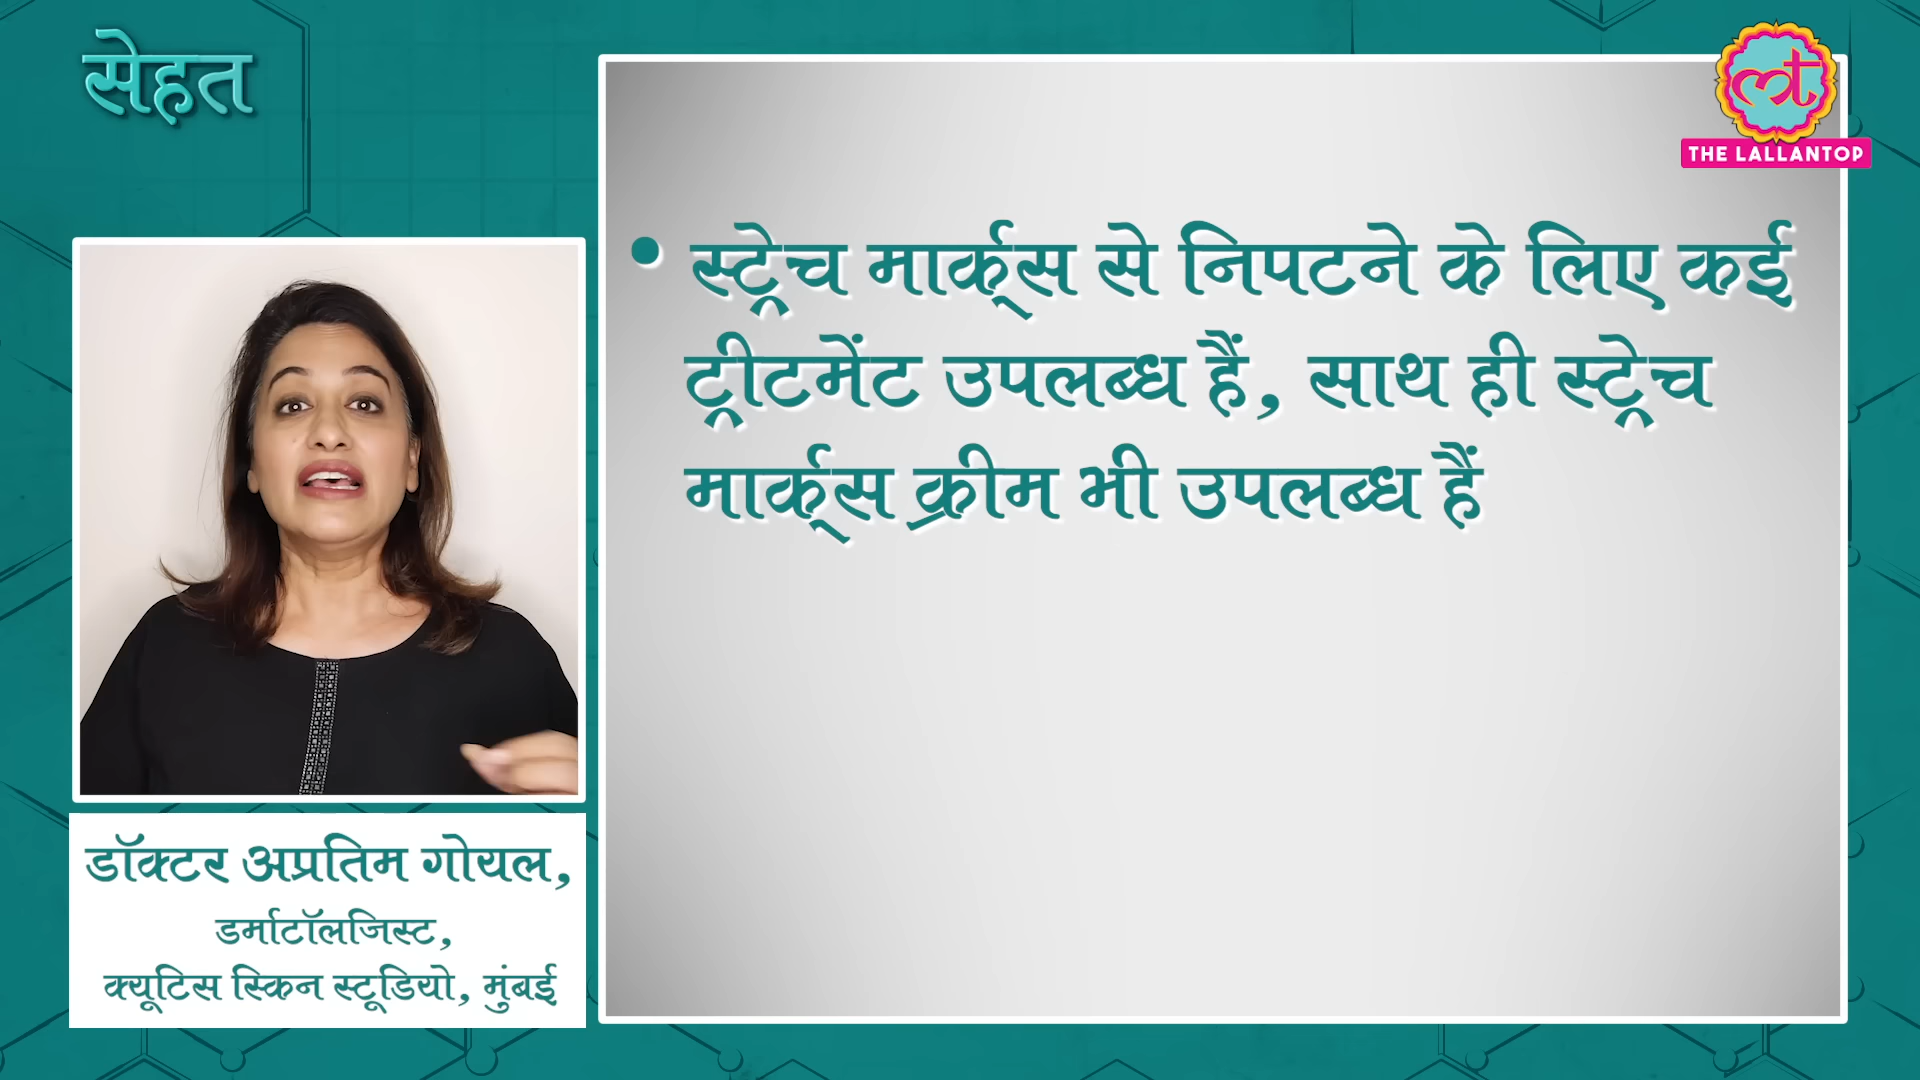 सेहत
THE LALLANTOP
• स्ट्रेच मार्क्स से निपटने के लिए कई
ट्रीटमेंट उपलब्ध हैं, साथ ही स्ट्रेच
मार्क्स क्रीम भी उपलब्ध हैं
डॉक्टर अप्रतिम गोयल,
डर्माटॉलजिस्ट,
क्यूटिस स्किन स्टूडियो, मुंबई